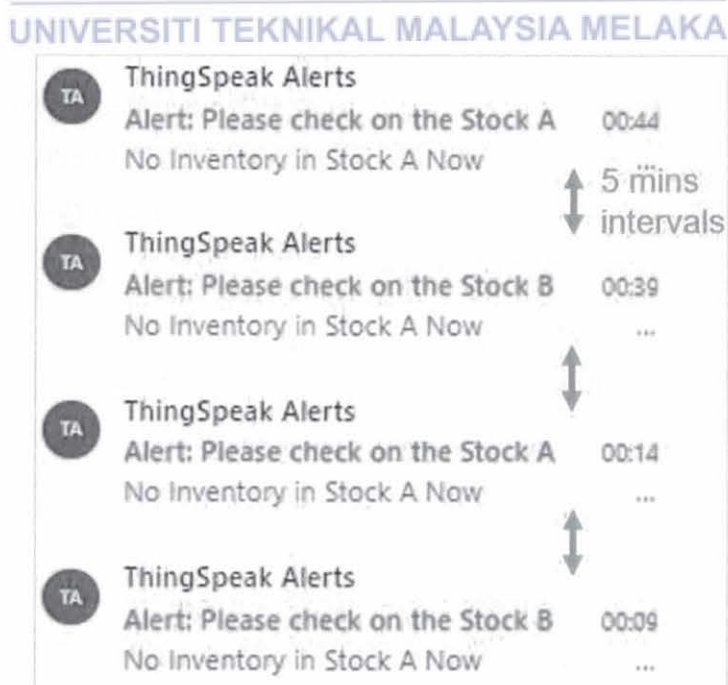 UNIVERSITI TEKNIKAL MALAYSIA MELAKA
TA
ThingSpeak Alerts
Alert: Please check on the Stock A 00:44
No Inventory in Stock A Now ...
5 mins
intervals
TA
ThingSpeak Alerts
Alert: Please check on the Stock B 00:39
No Inventory in Stock A Now ...
TA
ThingSpeak Alerts
Alert: Please check on the Stock A 00:14
No Inventory in Stock A Now ...
TA
ThingSpeak Alerts
Alert: Please check on the Stock B 00:09
No Inventory in Stock A Now ...